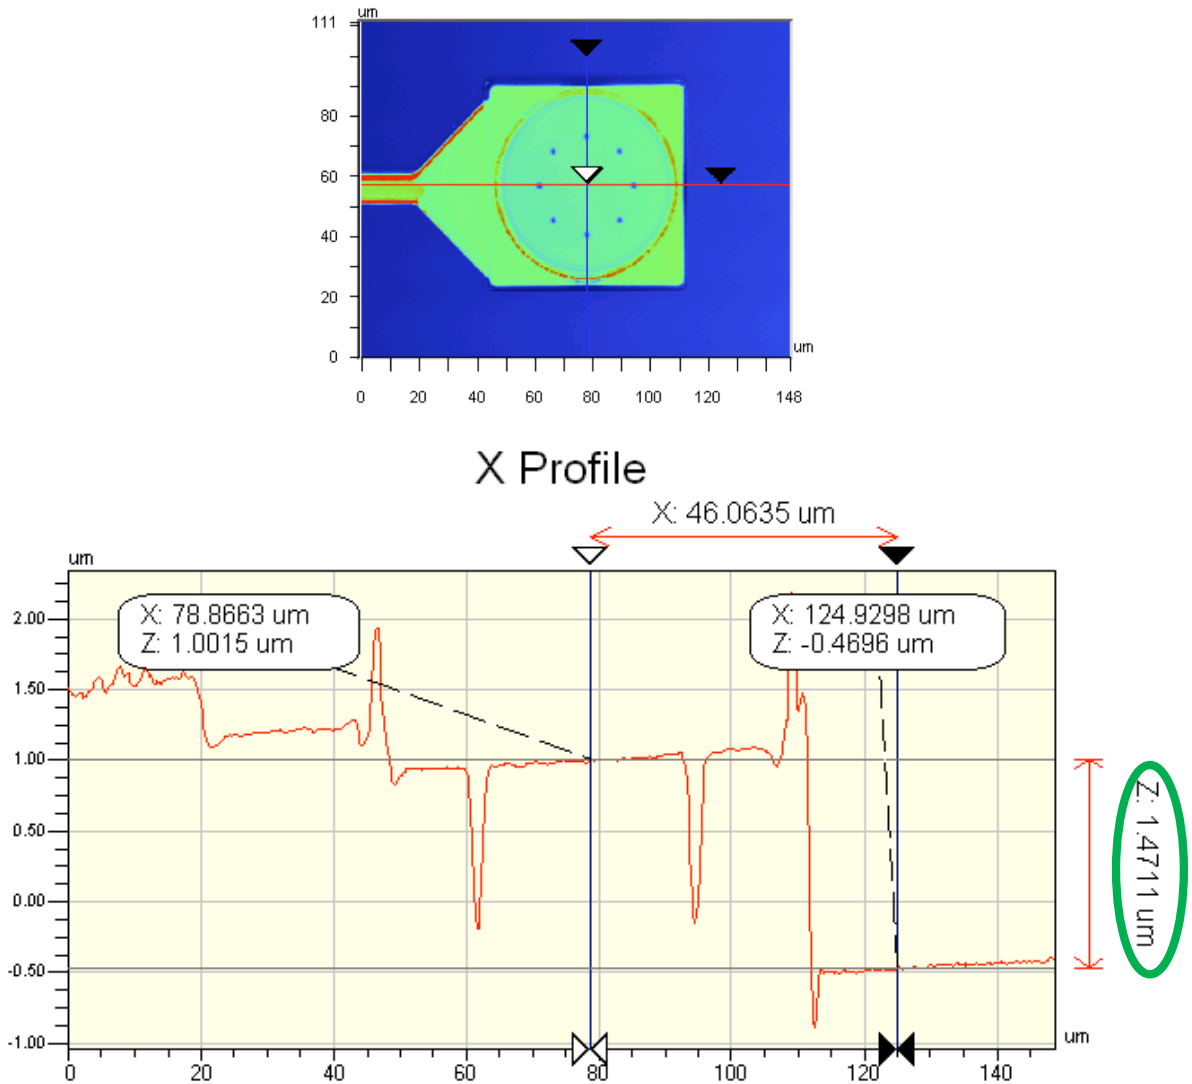 um
111
80
60
40
20
0
um
0 20 40 60 80 100 120 148
X Profile
X: 46.0635 um
um
X: 78.8663 um
Z: 1.0015 um
X: 124.9298 um
Z: -0.4696 um
2.00
1.50
1.00
0.50
0.00
-0.50
-1.00
Z: 1.4711 um
um
0 20 40 60 80 100 120 140